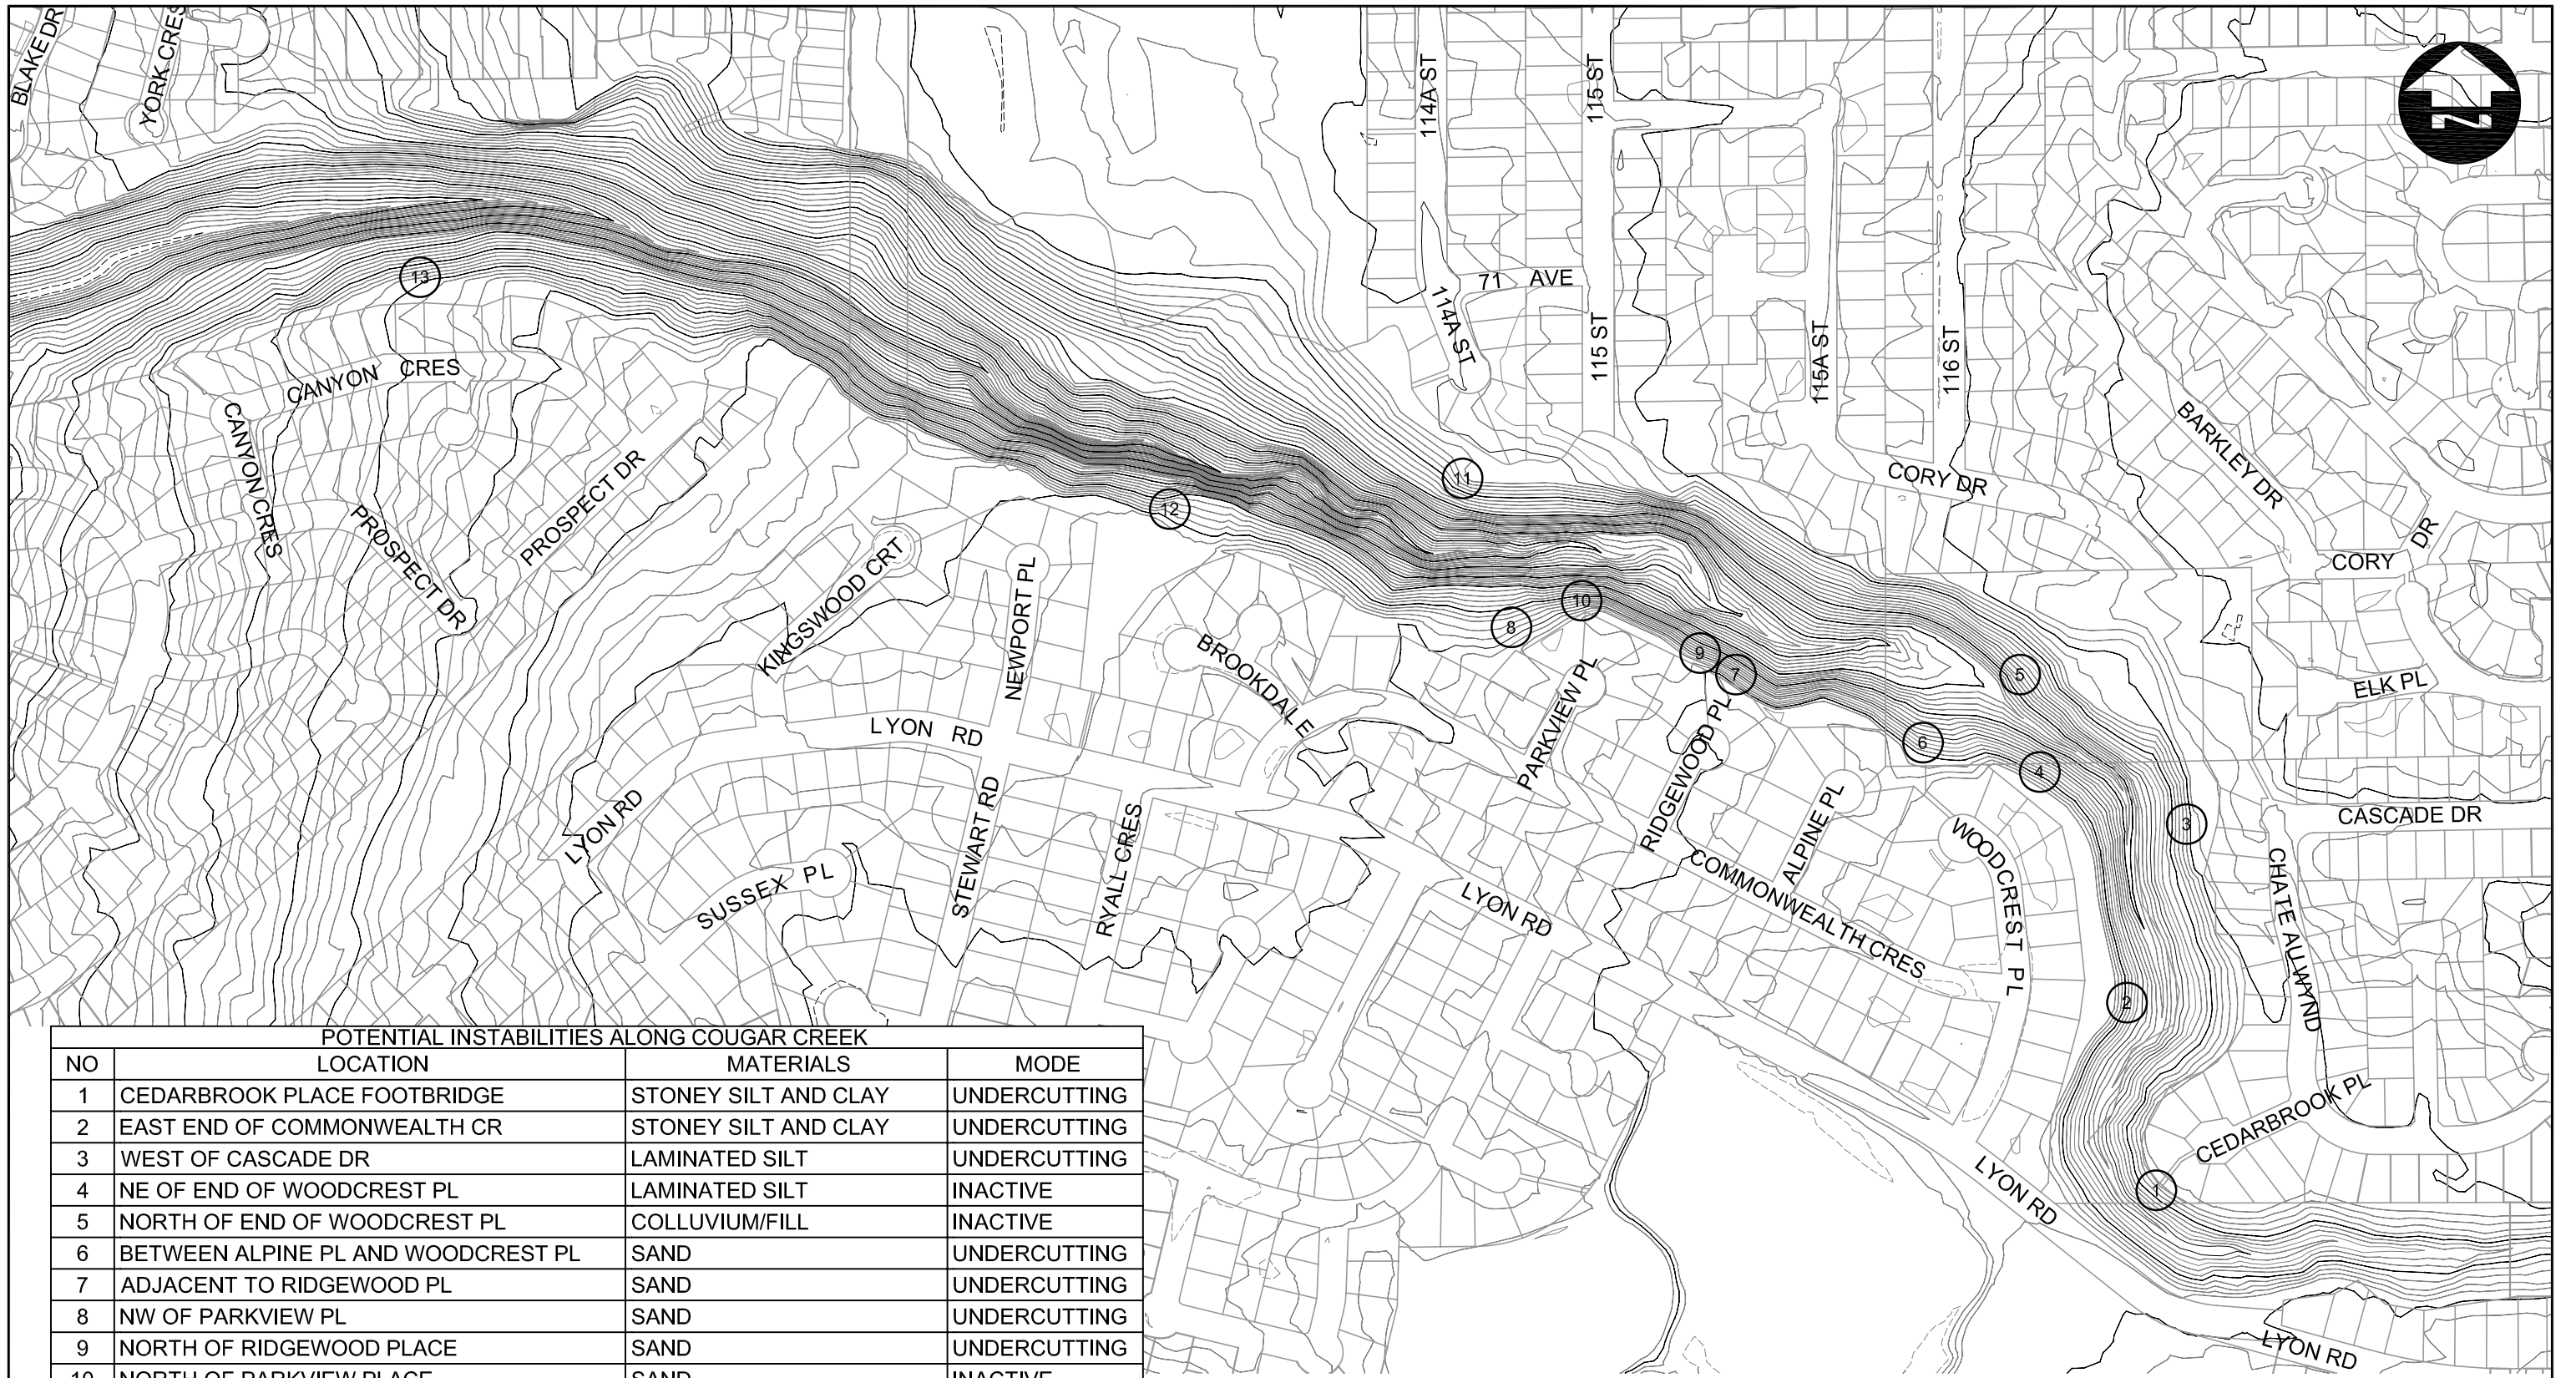 BLAKE DR
YORK CRES
114A ST
115 ST
N
71 AVE
114A ST
115 ST
115A ST
116 ST
13
CANYON CRES
CANYON CRES
PROSPECT DR
PROSPECT DR
BARKLEY DR
CORY DR
11
12
CORY DR
KINGSWOOD CRT
NEWPORT PL
10
8
BROOKDALE
PARKVIEW PL
9
7
5
ELK PL
RIDGEWOOD PL
6
4
LYON RD
LYON RD
STEWART RD
RYALL CRES
SUSSEX PL
ALPINE PL
WOODCREST PL
3
CASCADE DR
CHATEAU WYND
COMMONWEALTH CRES
LYON RD
2
CEDARBROOK PL
1
LYON RD
LYON RD
POTENTIAL INSTABILITIES ALONG COUGAR CREEK
NO LOCATION MATERIALS MODE
1 CEDARBROOK PLACE FOOTBRIDGE STONEY SILT AND CLAY UNDERCUTTING
2 EAST END OF COMMONWEALTH CR STONEY SILT AND CLAY UNDERCUTTING
3 WEST OF CASCADE DR LAMINATED SILT UNDERCUTTING
4 NE OF END OF WOODCREST PL LAMINATED SILT INACTIVE
5 NORTH OF END OF WOODCREST PL COLLUVIUM/FILL INACTIVE
6 BETWEEN ALPINE PL AND WOODCREST PL SAND UNDERCUTTING
7 ADJACENT TO RIDGEWOOD PL SAND UNDERCUTTING
8 NW OF PARKVIEW PL SAND UNDERCUTTING
9 NORTH OF RIDGEWOOD PLACE SAND UNDERCUTTING
10 NORTH OF PARKVIEW PLACE SAND INACTIVE